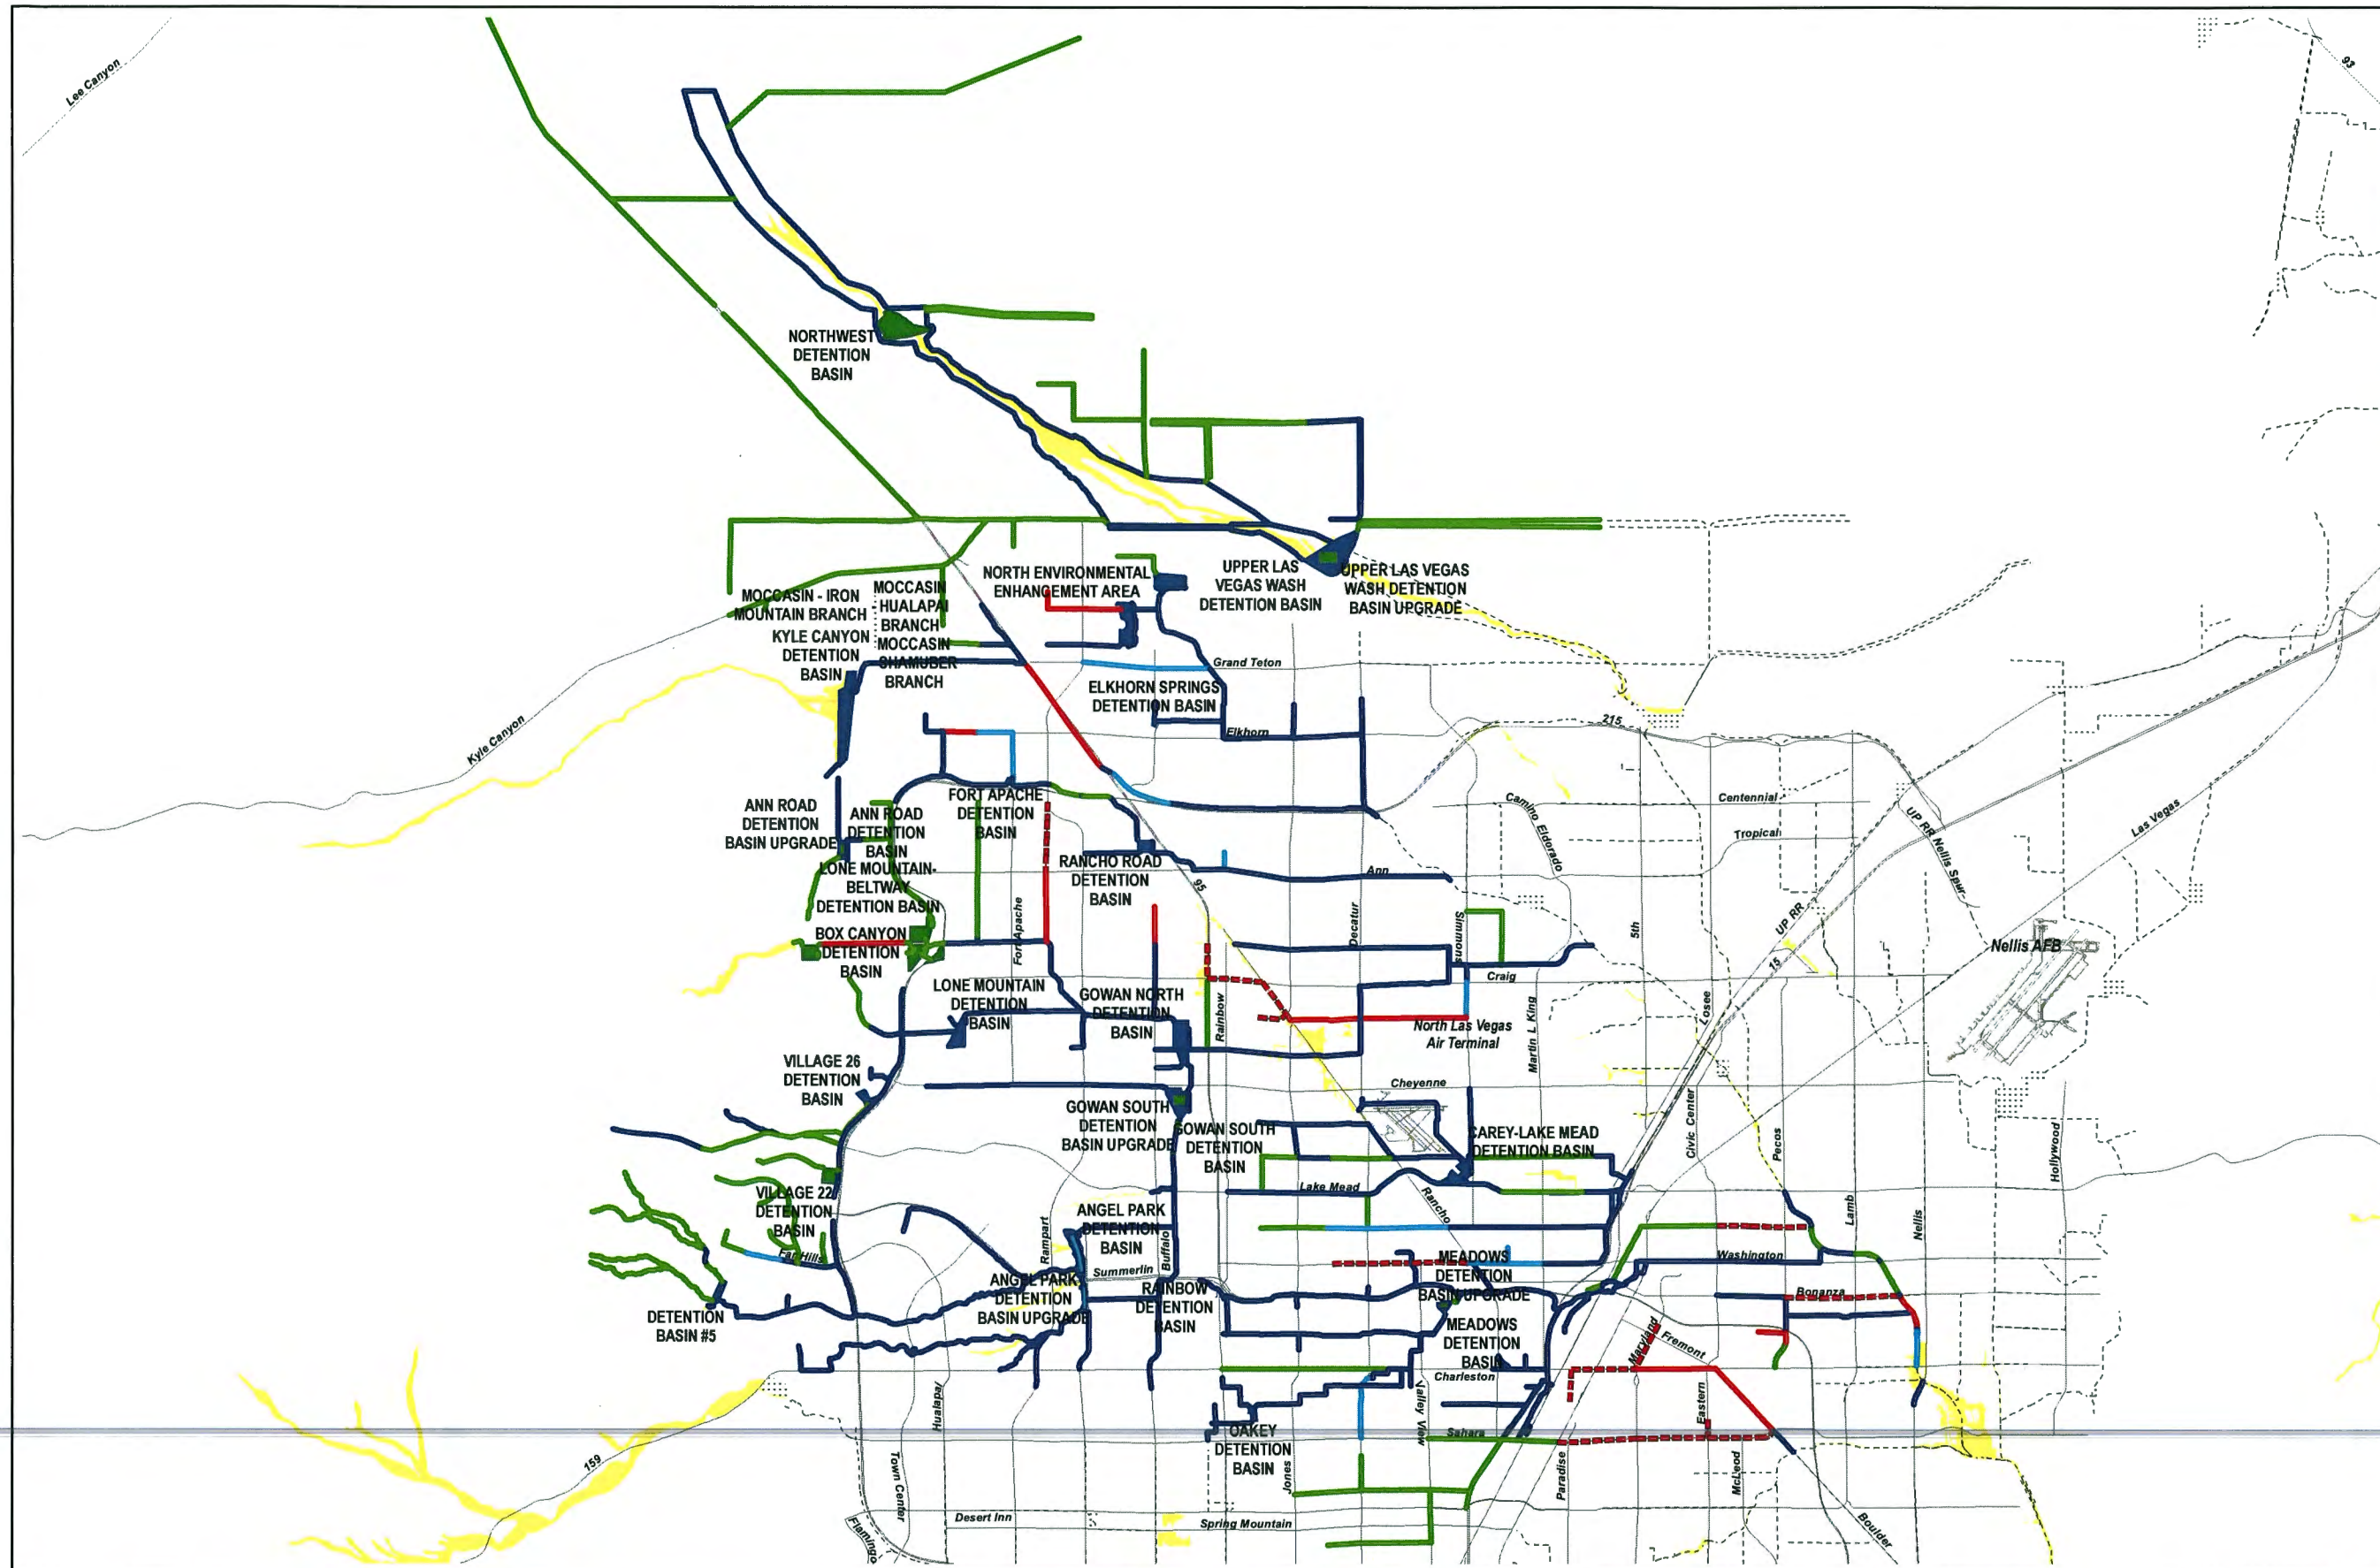 Lee Canyon
93
NORTHWEST
DETENTION
BASIN
NORTH ENVIRONMENTAL
ENHANCEMENT AREA
UPPER LAS
VEGAS WASH
DETENTION BASIN
UPPER LAS VEGAS
WASH DETENTION
BASIN UPGRADE
MOCCASIN - IRON
MOUNTAIN BRANCH
MOCCASIN
- HUALAPAI
BRANCH
MOCCASIN
SHAMUBER
BRANCH
KYLE CANYON
DETENTION
BASIN
Grand Teton
ELKHORN SPRINGS
DETENTION BASIN
Elkhorn
Kyle Canyon
215
ANN ROAD
DETENTION
BASIN UPGRADE
ANN ROAD
DETENTION
BASIN
FORT APACHE
DETENTION
BASIN
Camino Eldorado
Centennial
Tropical
UP RR Nellis Spur
Las Vegas
LONE MOUNTAIN-
BELTWAY
DETENTION BASIN
RANCHO ROAD
DETENTION
BASIN
95
Ann
BOX CANYON
DETENTION
BASIN
Fort Apache
Decatur
Simmons
5th
UP RR
15
Nellis AFB
Craig
LONE MOUNTAIN
DETENTION
BASIN
GOWAN NORTH
DETENTION
BASIN
Rainbow
North Las Vegas
Air Terminal
Martin L King
Losee
VILLAGE 26
DETENTION
BASIN
Cheyenne
GOWAN SOUTH
DETENTION
BASIN UPGRADE
GOWAN SOUTH
DETENTION
BASIN
CAREY-LAKE MEAD
DETENTION BASIN
Civic Center
Pecos
Hollywood
VILLAGE 22
DETENTION
BASIN
Lake Mead
Rancho
Lamb
Nellis
ANGEL PARK
DETENTION
BASIN
Rampart
Buffalo
Far Hills
Summerlin
MEADOWS
DETENTION
BASIN UPGRADE
Washington
ANGEL PARK
DETENTION
BASIN UPGRADE
RAINBOW
DETENTION
BASIN
Bonanza
DETENTION
BASIN #5
MEADOWS
DETENTION
BASIN
Maryland
Fremont
Charleston
Hualapai
Valley View
Eastern
OAKEY
DETENTION
BASIN
Sahara
159
Town Center
Jones
Paradise
McLeod
Desert Inn
Spring Mountain
Flamingo
Boulder